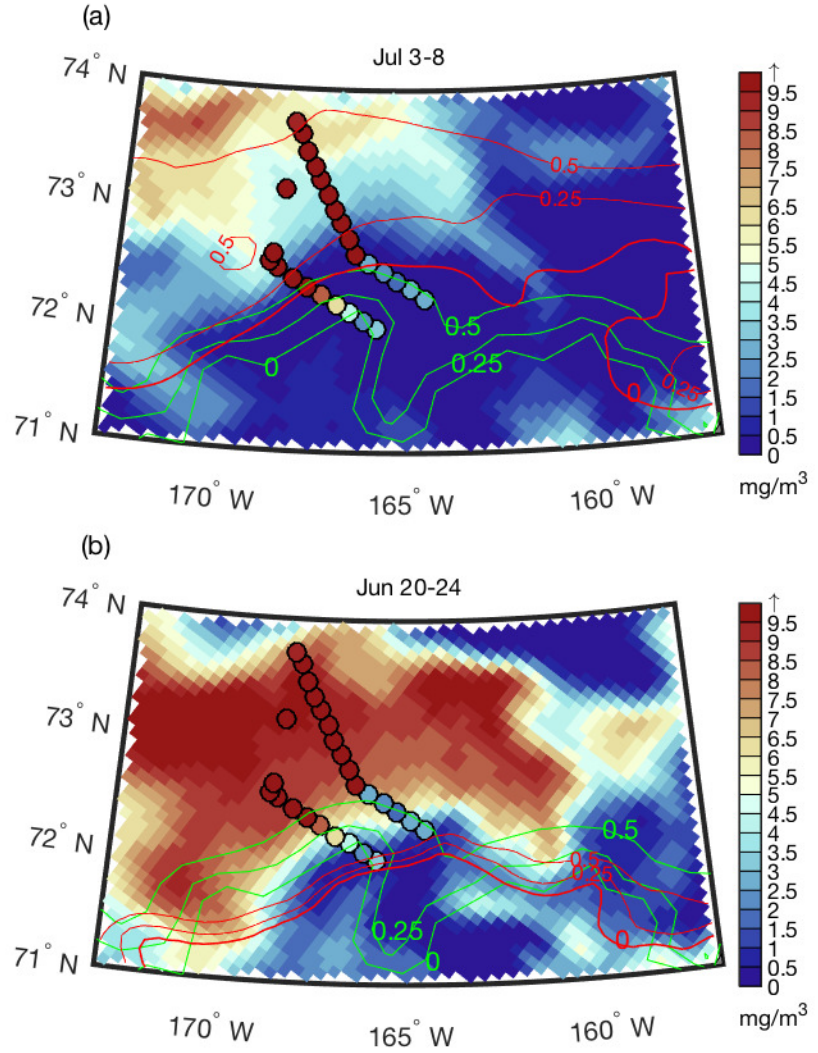 (a)
Jul 3-8
74° N
73° N
72° N
71° N
170° W
165° W
160° W
0.5
0.25
0.5
0.5
0.25
0
0
0.25
↑
9.5
9
8.5
8
7.5
7
6.5
6
5.5
5
4.5
4
3.5
3
2.5
2
1.5
1
0.5
0
mg/m³
(b)
Jun 20-24
74° N
73° N
72° N
71° N
170° W
165° W
160° W
0.5
0.5
0.25
0.25
0
0
↑
9.5
9
8.5
8
7.5
7
6.5
6
5.5
5
4.5
4
3.5
3
2.5
2
1.5
1
0.5
0
mg/m³